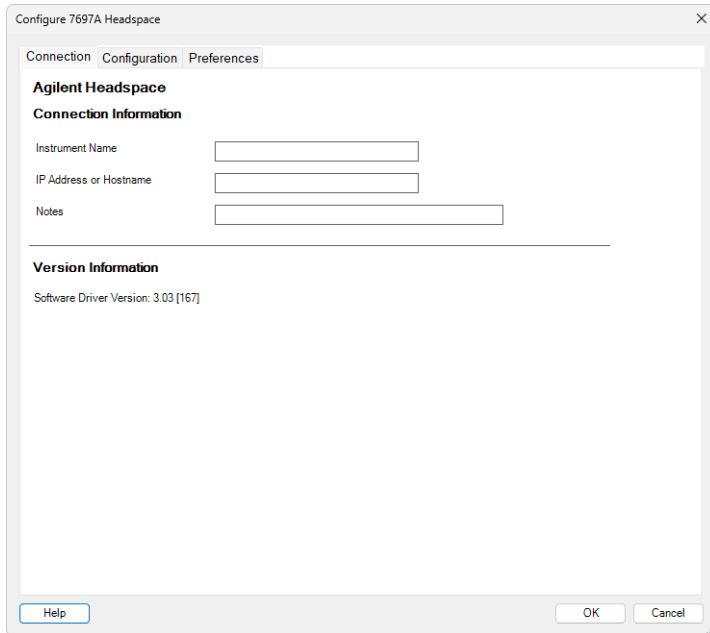 Configure 7697A Headspace
Connection Configuration Preferences
Agilent Headspace
Connection Information
Instrument Name
IP Address or Hostname
Notes
Version Information
Software Driver Version: 3.03 [167]
Help OK Cancel